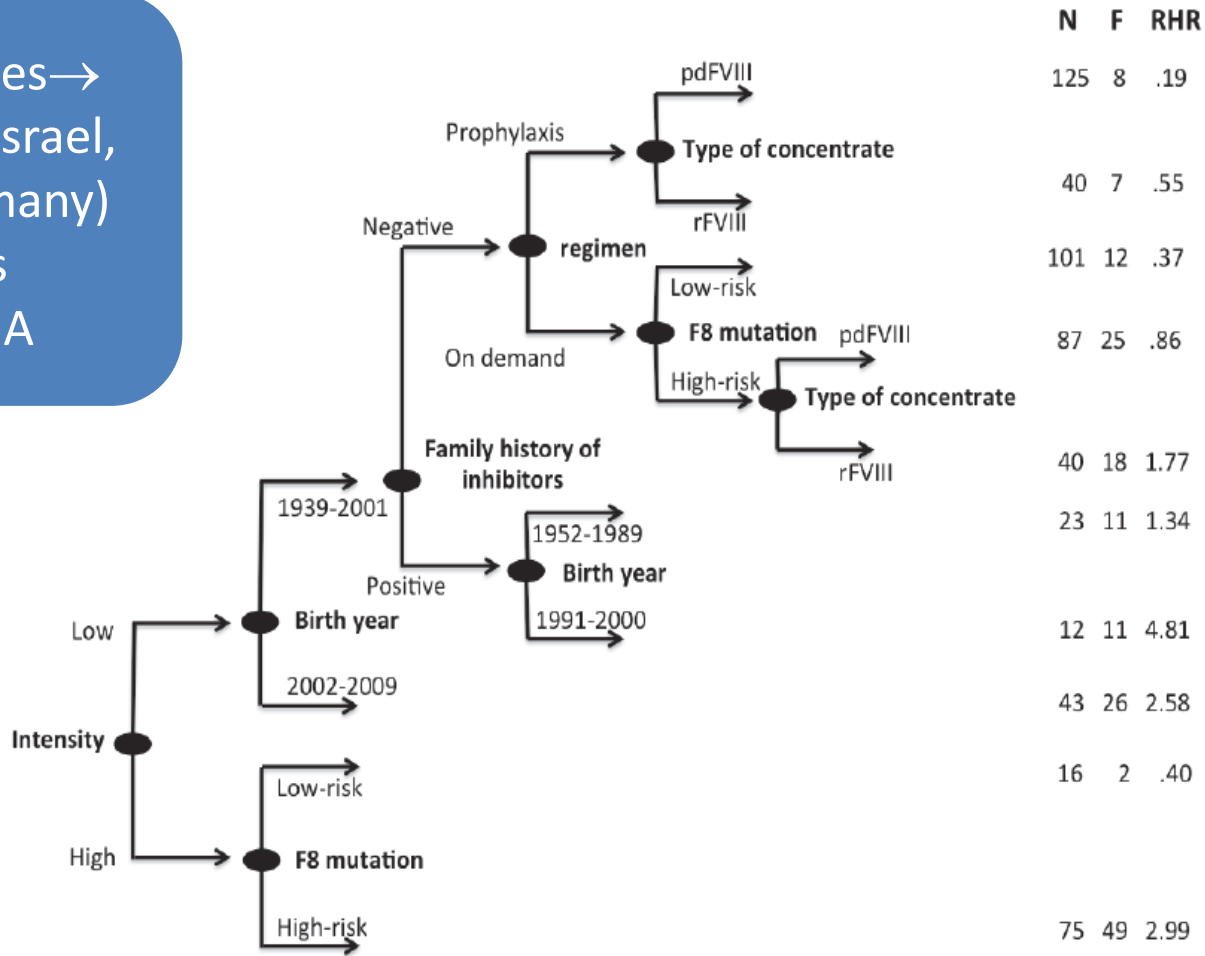 es→
srael,
many)
s
A
N F RHR
pdFVIII
125 8 .19
Prophylaxis
Type of concentrate
40 7 .55
rFVIII
Negative
regimen
101 12 .37
Low-risk
F8 mutation
pdFVIII
87 25 .86
On demand
High-risk
Type of concentrate
Family history of
inhibitors
rFVIII
40 18 1.77
1939-2001
23 11 1.34
1952-1989
Birth year
Positive
1991-2000
Low
Birth year
12 11 4.81
2002-2009
43 26 2.58
Intensity
Low-risk
16 2 .40
High
F8 mutation
High-risk
75 49 2.99